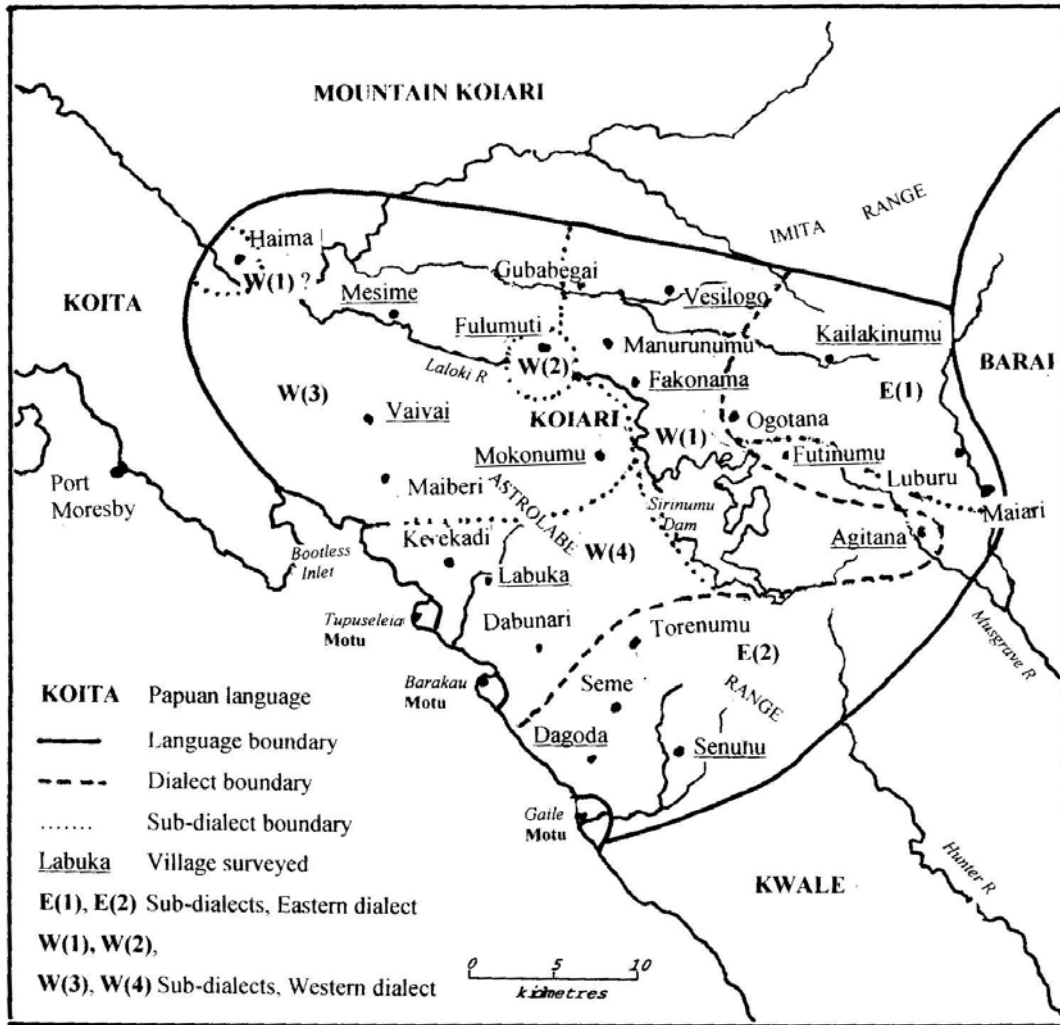 MOUNTAIN KOIARI
IMITA RANGE
Haima
W(1) ?
Gubabegai
KOITA
Mesime
Vesilogo
Fulumuti
Manurunumu
Kailakinumu
BARAI
W(2)
Laloki R
Fakonama
E(1)
W(3)
Vaivai
KOIARI
W(1)
Ogotana
Mokonumu
Futinumu
Luburu
Port
Moresby
Maiberi
ASTROLABE
Sirinumu
Dam
Maiari
Kerekadi
W(4)
Agitana
Bootless
Inlet
Labuka
Tupuseleia
Motu
Dabunari
Torenumu
E(2)
Musgrave R
Barakau
Motu
Seme
RANGE
Dagoda
Senuhu
Gaile
Motu
KWALE
Hunter R
KOITA Papuan language
Language boundary
Dialect boundary
Sub-dialect boundary
Labuka Village surveyed
E(1), E(2) Sub-dialects, Eastern dialect
W(1), W(2),
W(3), W(4) Sub-dialects, Western dialect
0 5 10
kilometres